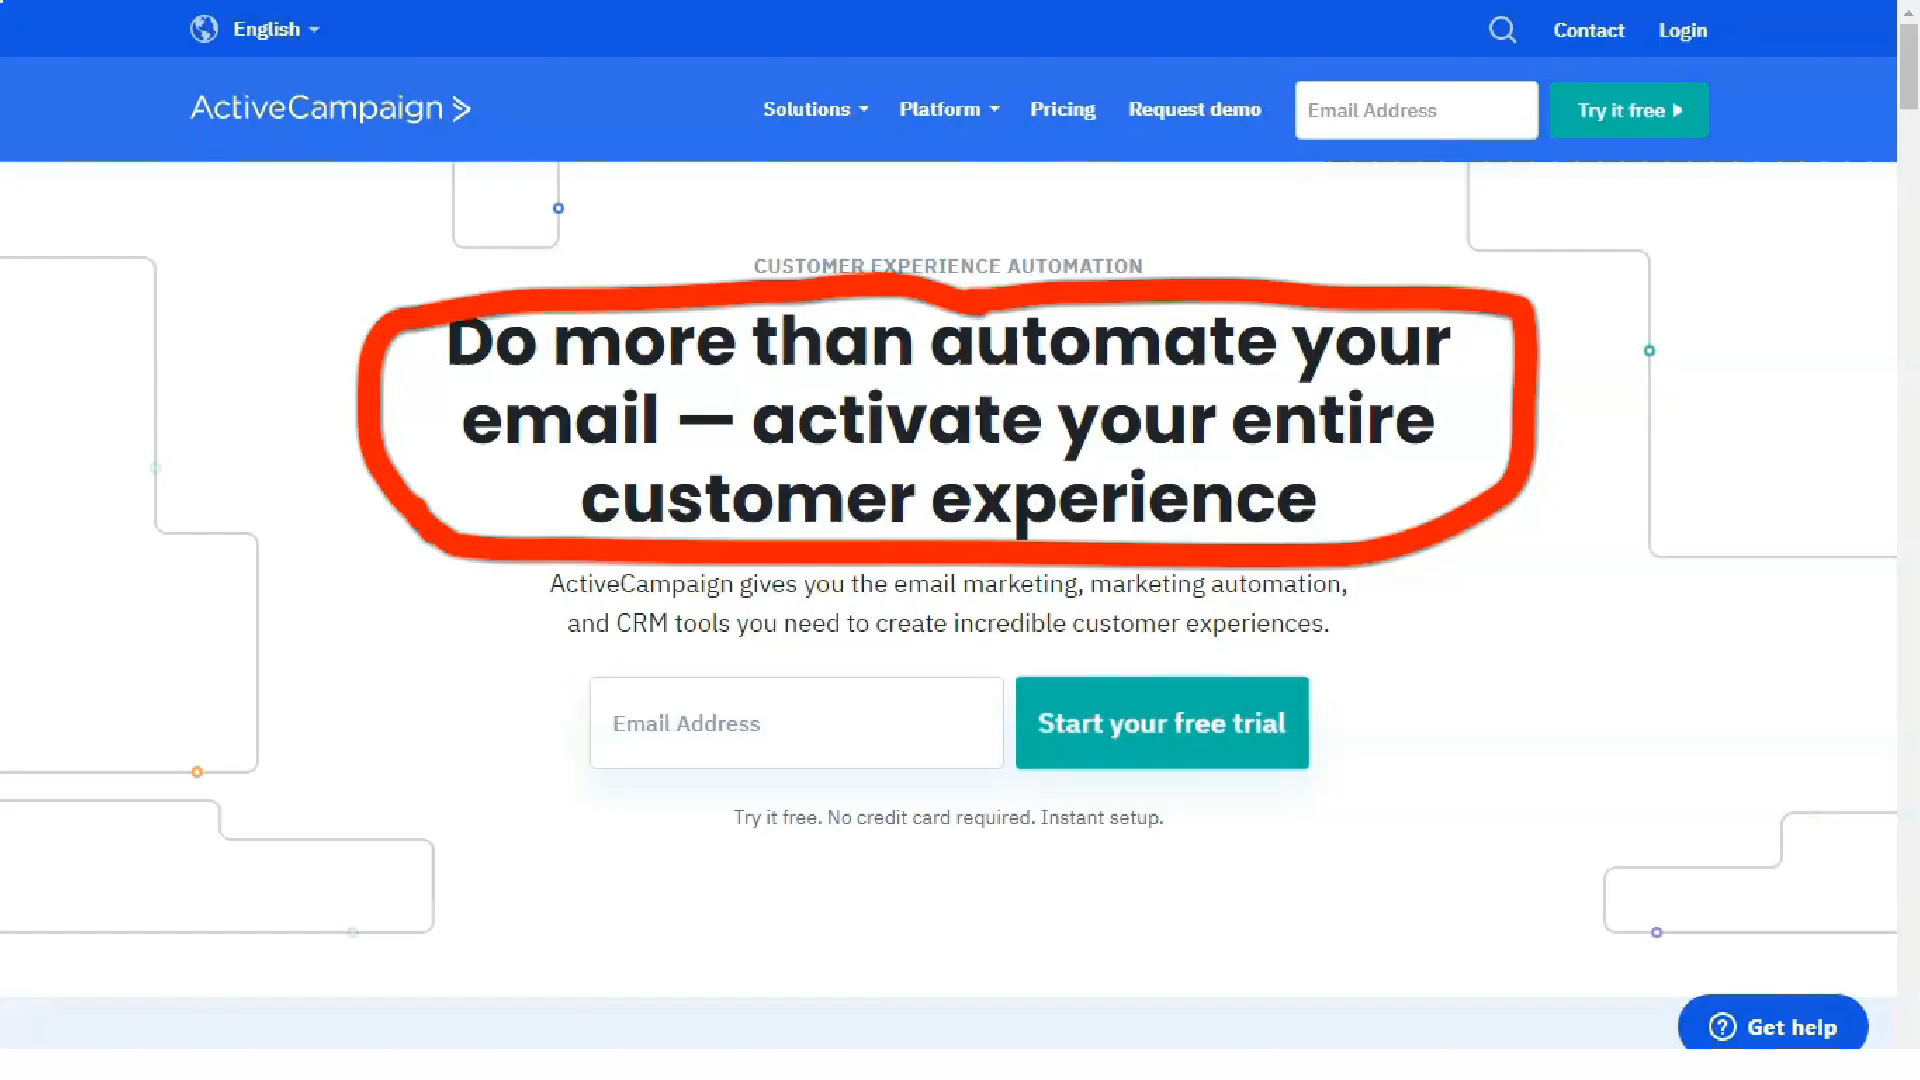 English
Contact
Login
ActiveCampaign
Solutions
Platform
Pricing
Request demo
Email Address
Try it free
CUSTOMER EXPERIENCE AUTOMATION
Do more than automate your
email — activate your entire
customer experience
ActiveCampaign gives you the email marketing, marketing automation,
and CRM tools you need to create incredible customer experiences.
Email Address
Start your free trial
Try it free. No credit card required. Instant setup.
Get help